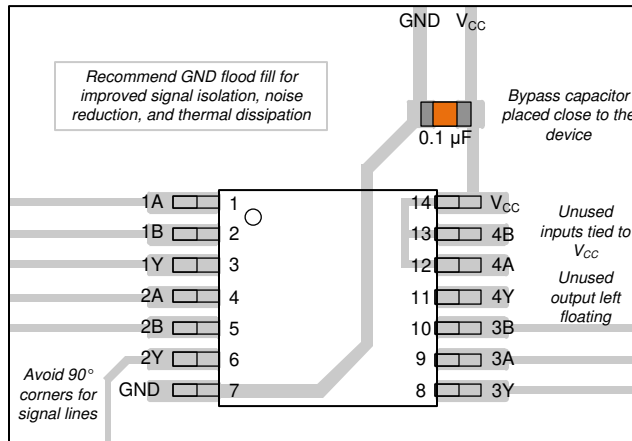 GND VCC
Recommend GND flood fill for
improved signal isolation, noise
reduction, and thermal dissipation
Bypass capacitor
placed close to the
device
0.1 µF
1A 1 14 VCC
1B 2 13 4B
1Y 3 12 4A
2A 4 11 4Y
2B 5 10 3B
2Y 6 9 3A
GND 7 8 3Y
Unused
inputs tied to
VCC
Unused
output left
floating
Avoid 90°
corners for
signal lines